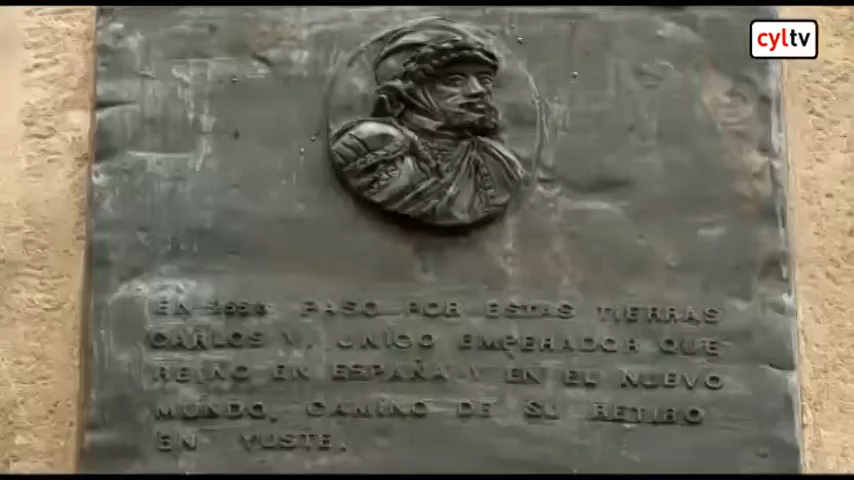 cyltv
EN PASO POR ESTAS TIERRAS
CARLOS V, UNICO EMPERADOR QUE
REINO EN ESPAÑA Y EN EL NUEVO
MUNDO, CAMINO DE SU RETIRO
EN YUSTE.